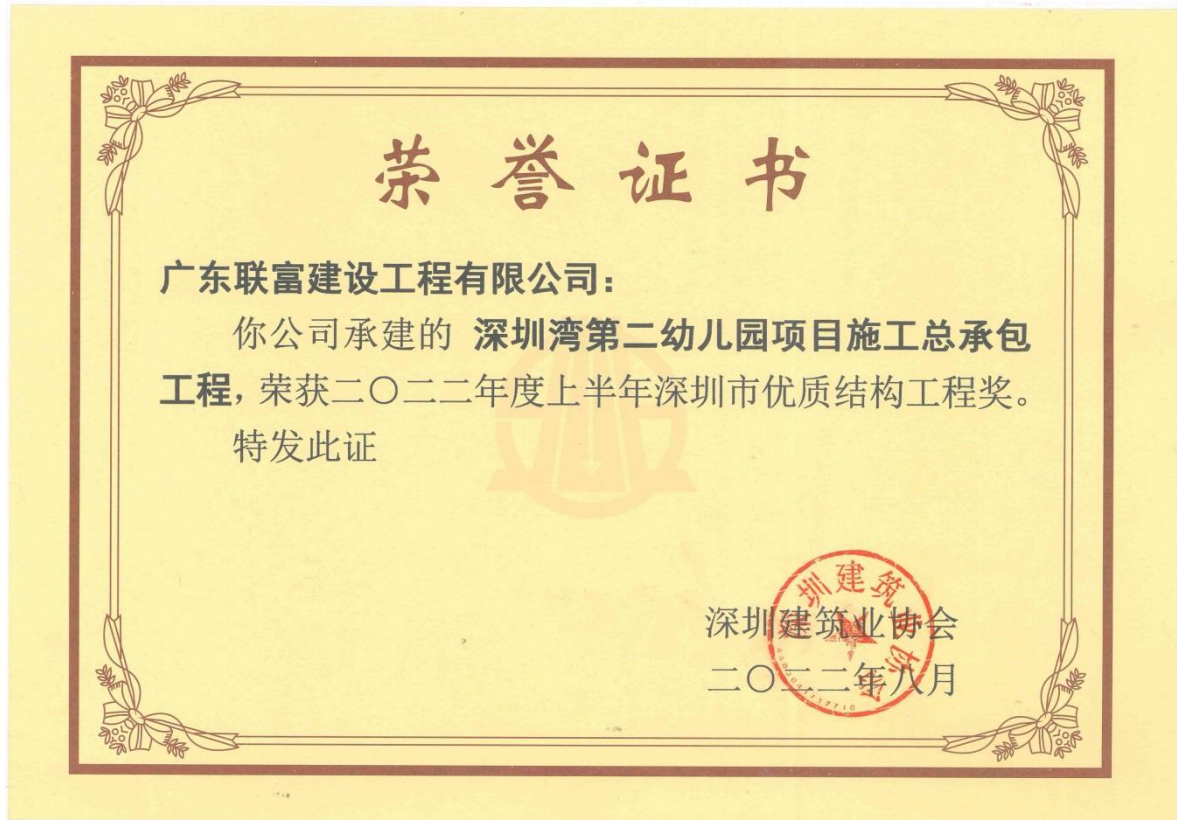 荣誉证书
广东联富建设工程有限公司：
你公司承建的 深圳湾第二幼儿园项目施工总承包
工程，荣获二〇二二年度上半年深圳市优质结构工程奖。
特发此证
深圳建筑业协会
二〇二二年八月